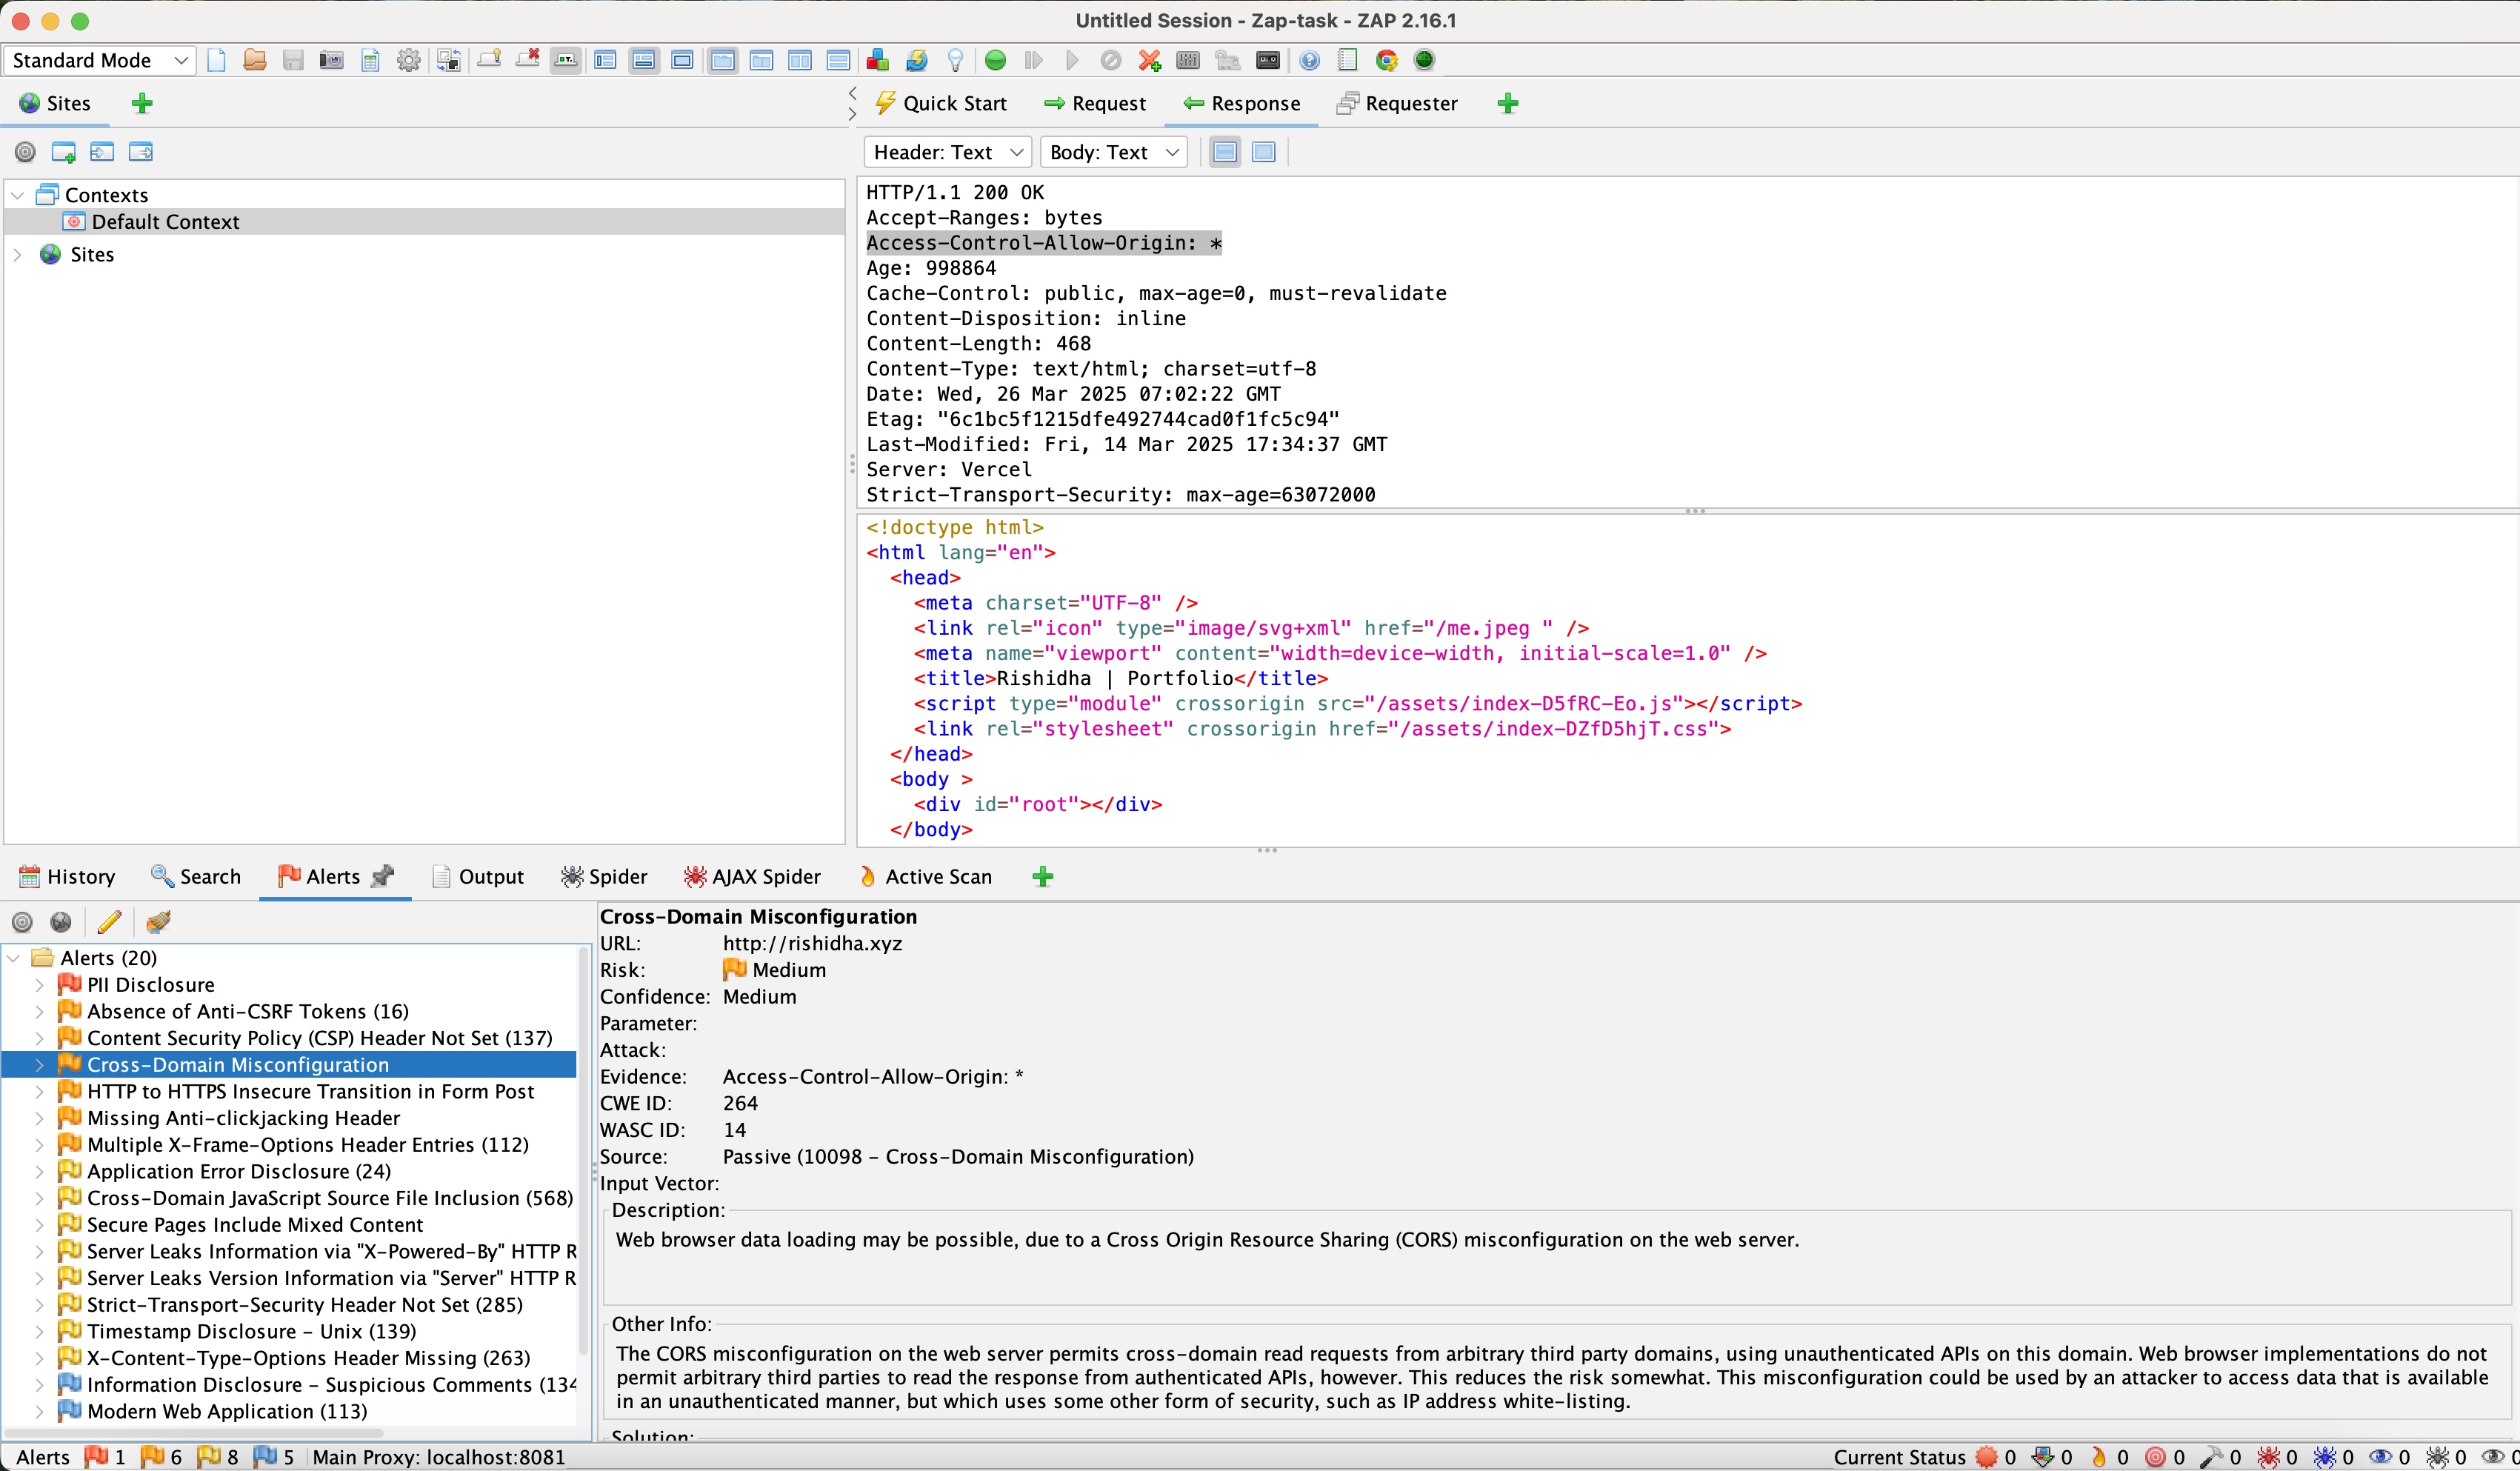 Untitled Session - Zap-task - ZAP 2.16.1
Standard Mode
Sites
Quick Start
Request
Response
Requester
Header: Text
Body: Text
Contexts
Default Context
Sites
HTTP/1.1 200 OK
Accept-Ranges: bytes
Access-Control-Allow-Origin: *
Age: 998864
Cache-Control: public, max-age=0, must-revalidate
Content-Disposition: inline
Content-Length: 468
Content-Type: text/html; charset=utf-8
Date: Wed, 26 Mar 2025 07:02:22 GMT
Etag: "6c1bc5f1215dfe492744cad0f1fc5c94"
Last-Modified: Fri, 14 Mar 2025 17:34:37 GMT
Server: Vercel
Strict-Transport-Security: max-age=63072000
<!doctype html>
<html lang="en">
<head>
<meta charset="UTF-8" />
<link rel="icon" type="image/svg+xml" href="/me.jpeg " />
<meta name="viewport" content="width=device-width, initial-scale=1.0" />
<title>Rishidha | Portfolio</title>
<script type="module" crossorigin src="/assets/index-D5fRC-Eo.js"></script>
<link rel="stylesheet" crossorigin href="/assets/index-DZfD5hjT.css">
</head>
<body >
<div id="root"></div>
</body>
History
Search
Alerts
Output
Spider
AJAX Spider
Active Scan
Alerts (20)
PII Disclosure
Absence of Anti-CSRF Tokens (16)
Content Security Policy (CSP) Header Not Set (137)
Cross-Domain Misconfiguration
HTTP to HTTPS Insecure Transition in Form Post
Missing Anti-clickjacking Header
Multiple X-Frame-Options Header Entries (112)
Application Error Disclosure (24)
Cross-Domain JavaScript Source File Inclusion (568)
Secure Pages Include Mixed Content
Server Leaks Information via "X-Powered-By" HTTP R
Server Leaks Version Information via "Server" HTTP R
Strict-Transport-Security Header Not Set (285)
Timestamp Disclosure - Unix (139)
X-Content-Type-Options Header Missing (263)
Information Disclosure - Suspicious Comments (134
Modern Web Application (113)
Cross-Domain Misconfiguration
URL: http://rishidha.xyz
Risk: Medium
Confidence: Medium
Parameter:
Attack:
Evidence: Access-Control-Allow-Origin: *
CWE ID: 264
WASC ID: 14
Source: Passive (10098 - Cross-Domain Misconfiguration)
Input Vector:
Description:
Web browser data loading may be possible, due to a Cross Origin Resource Sharing (CORS) misconfiguration on the web server.
Other Info:
The CORS misconfiguration on the web server permits cross-domain read requests from arbitrary third party domains, using unauthenticated APIs on this domain. Web browser implementations do not
permit arbitrary third parties to read the response from authenticated APIs, however. This reduces the risk somewhat. This misconfiguration could be used by an attacker to access data that is available
in an unauthenticated manner, but which uses some other form of security, such as IP address white-listing.
Solution:
Alerts 1 6 8 5 Main Proxy: localhost:8081
Current Status 0 0 0 0 0 0 0 0 0 0